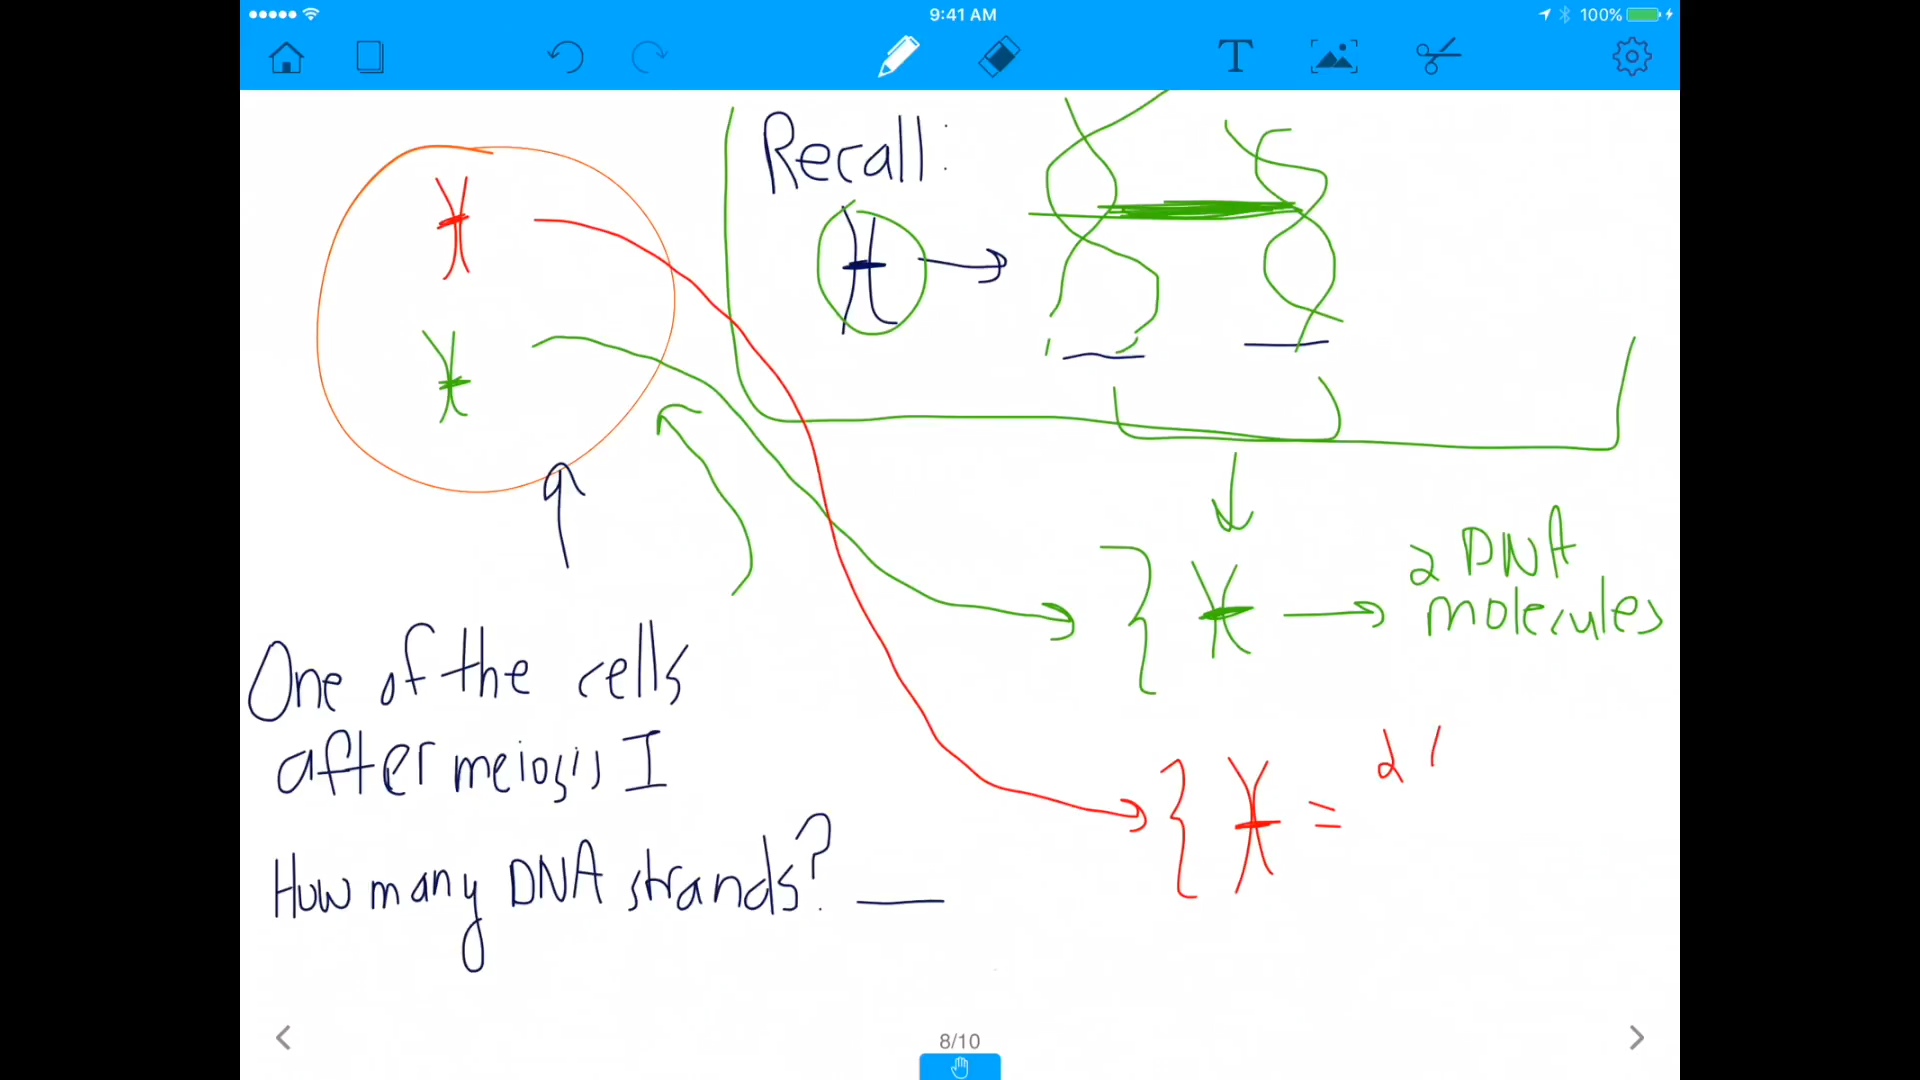 9:41 AM
100%
T
Recall:
2 DNA
molecules
One of the cells
after meiosis I
= 2
How many DNA strands? ___
8/10